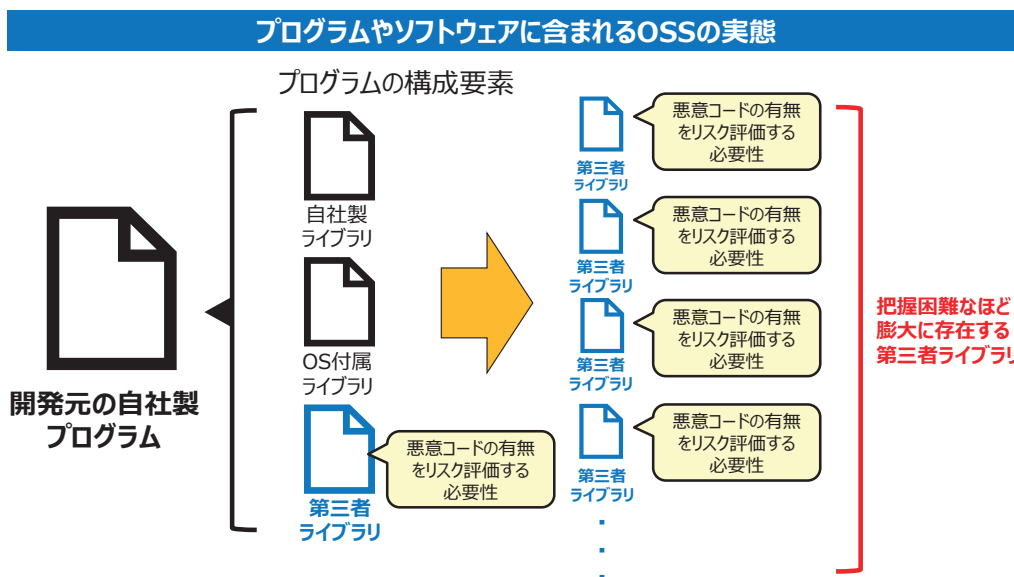 プログラムやソフトウェアに含まれるOSSの実態
プログラムの構成要素
開発元の自社製
プログラム
自社製
ライブラリ
OS付属
ライブラリ
第三者
ライブラリ
悪意コードの有無
をリスク評価する
必要性
第三者
ライブラリ
悪意コードの有無
をリスク評価する
必要性
第三者
ライブラリ
悪意コードの有無
をリスク評価する
必要性
第三者
ライブラリ
悪意コードの有無
をリスク評価する
必要性
第三者
ライブラリ
悪意コードの有無
をリスク評価する
必要性
・
・
・
把握困難なほど
膨大に存在する
第三者ライブラリ